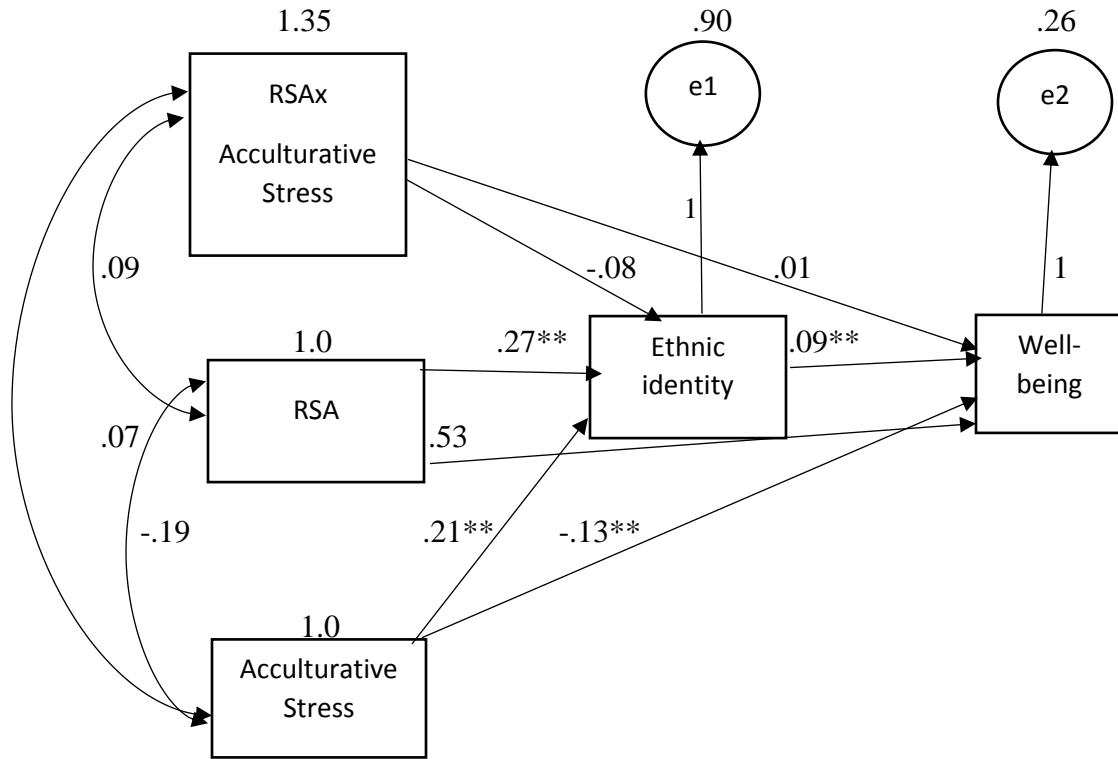 1.35
.90
.26
RSAx
Acculturative
Stress
e1
e2
1
1
.09
-.08
.01
1.0
RSA
.27**
Ethnic
identity
.09**
Well-
being
.07
.53
-.19
.21**
-.13**
1.0
Acculturative
Stress